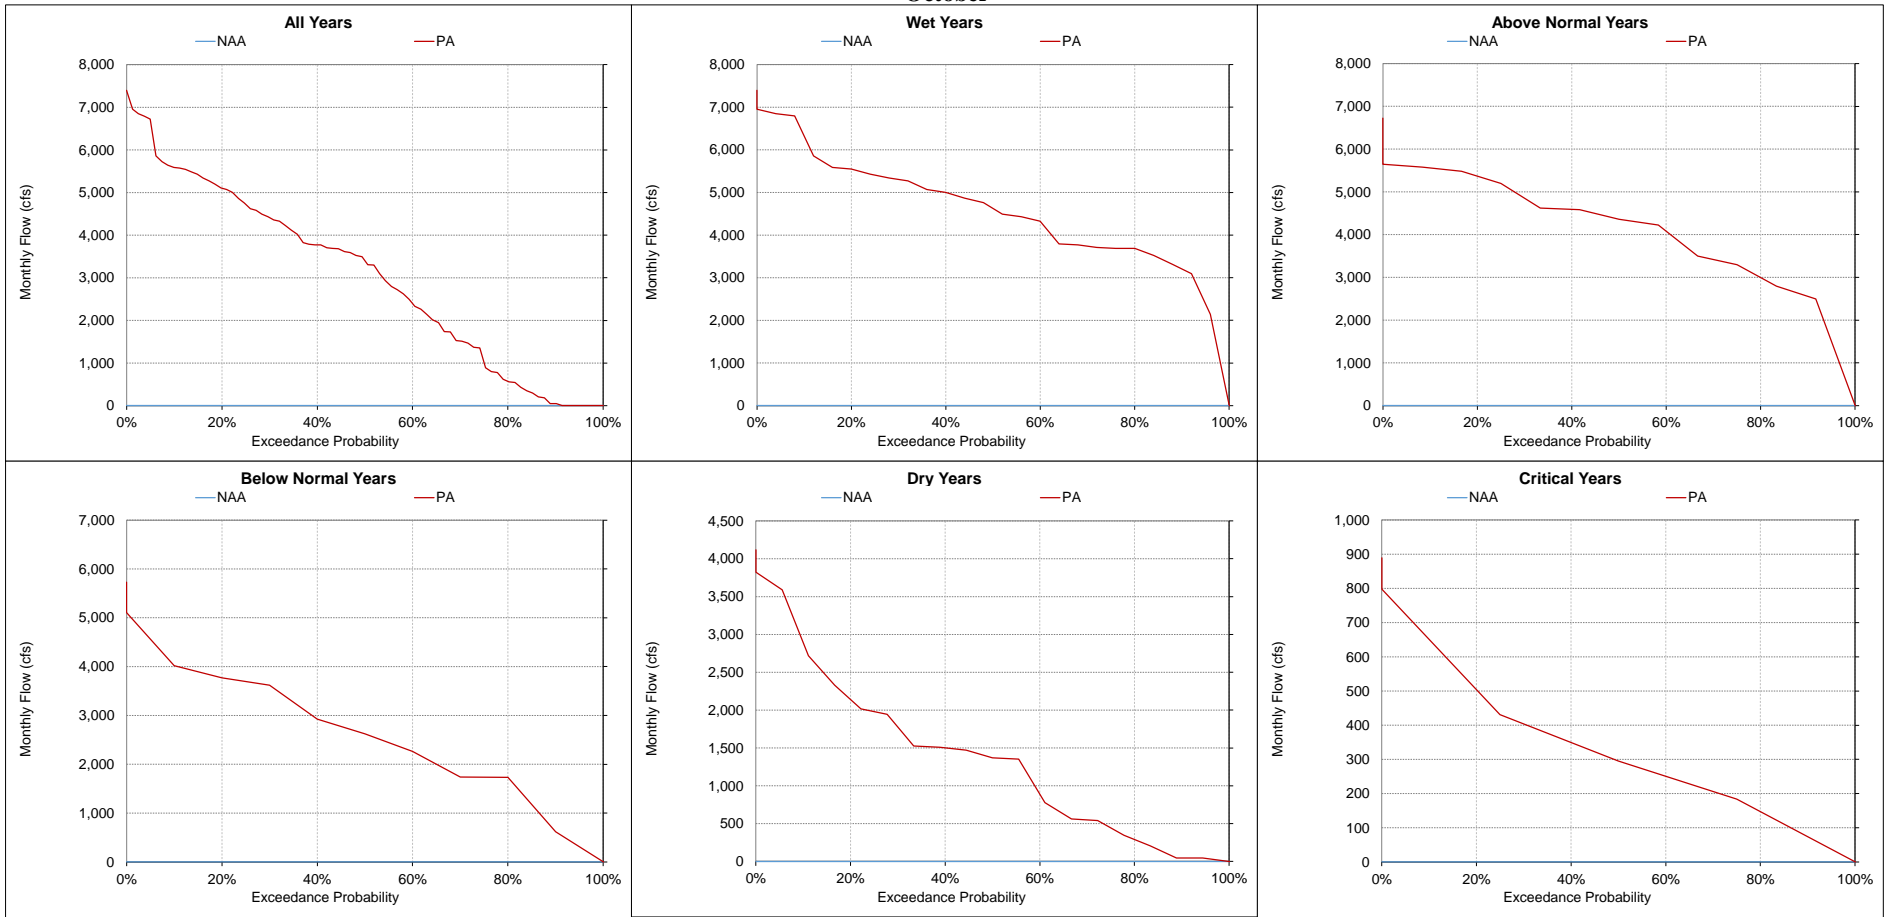 October
All Years
NAA PA
8,000
7,000
6,000
5,000
4,000
3,000
2,000
1,000
0
Monthly Flow (cfs)
0% 20% 40% 60% 80% 100%
Exceedance Probability
Wet Years
NAA PA
8,000
7,000
6,000
5,000
4,000
3,000
2,000
1,000
0
Monthly Flow (cfs)
0% 20% 40% 60% 80% 100%
Exceedance Probability
Above Normal Years
NAA PA
8,000
7,000
6,000
5,000
4,000
3,000
2,000
1,000
0
Monthly Flow (cfs)
0% 20% 40% 60% 80% 100%
Exceedance Probability
Below Normal Years
NAA PA
7,000
6,000
5,000
4,000
3,000
2,000
1,000
0
Monthly Flow (cfs)
0% 20% 40% 60% 80% 100%
Exceedance Probability
Dry Years
NAA PA
4,500
4,000
3,500
3,000
2,500
2,000
1,500
1,000
500
0
Monthly Flow (cfs)
0% 20% 40% 60% 80% 100%
Exceedance Probability
Critical Years
NAA PA
1,000
900
800
700
600
500
400
300
200
100
0
Monthly Flow (cfs)
0% 20% 40% 60% 80% 100%
Exceedance Probability